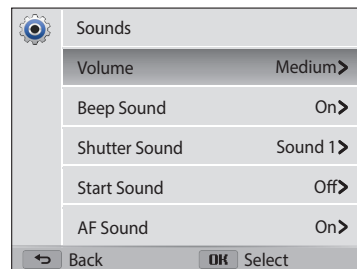 Sounds
Volume Medium>
Beep Sound On>
Shutter Sound Sound 1>
Start Sound Off>
AF Sound On>
Back OK Select